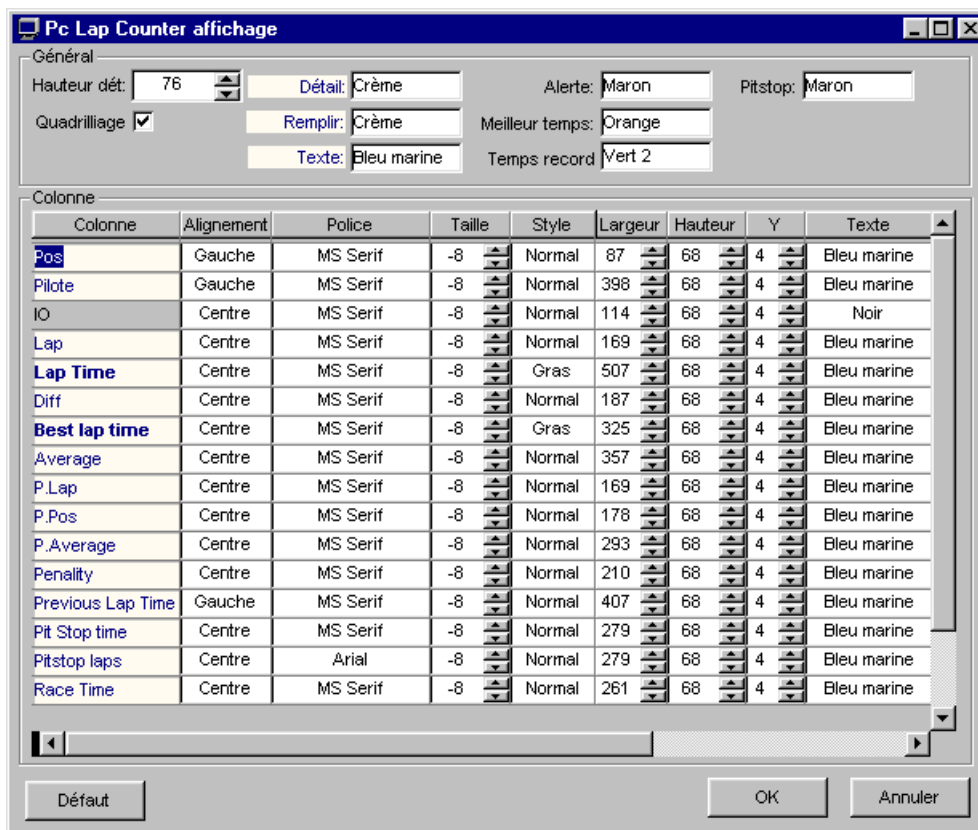 Pc Lap Counter affichage
Général
Hauteur dét: 76 Détail: Crème Alerte: Maron Pitstop: Maron
Quadrilliage Remplir: Crème Meilleur temps: Orange
Texte: Bleu marine Temps record Vert 2
Colonne
Colonne Alignement Police Taille Style Largeur Hauteur Y Texte
Pos Gauche MS Serif -8 Normal 87 68 4 Bleu marine
Pilote Gauche MS Serif -8 Normal 398 68 4 Bleu marine
IO Centre MS Serif -8 Normal 114 68 4 Noir
Lap Centre MS Serif -8 Normal 169 68 4 Bleu marine
Lap Time Centre MS Serif -8 Gras 507 68 4 Bleu marine
Diff Centre MS Serif -8 Normal 187 68 4 Bleu marine
Best lap time Centre MS Serif -8 Gras 325 68 4 Bleu marine
Average Centre MS Serif -8 Normal 357 68 4 Bleu marine
P.Lap Centre MS Serif -8 Normal 169 68 4 Bleu marine
P.Pos Centre MS Serif -8 Normal 178 68 4 Bleu marine
P.Average Centre MS Serif -8 Normal 293 68 4 Bleu marine
Penality Centre MS Serif -8 Normal 210 68 4 Bleu marine
Previous Lap Time Gauche MS Serif -8 Normal 407 68 4 Bleu marine
Pit Stop time Centre MS Serif -8 Normal 279 68 4 Bleu marine
Pitstop laps Centre Arial -8 Normal 279 68 4 Bleu marine
Race Time Centre MS Serif -8 Normal 261 68 4 Bleu marine
Défaut OK Annuler